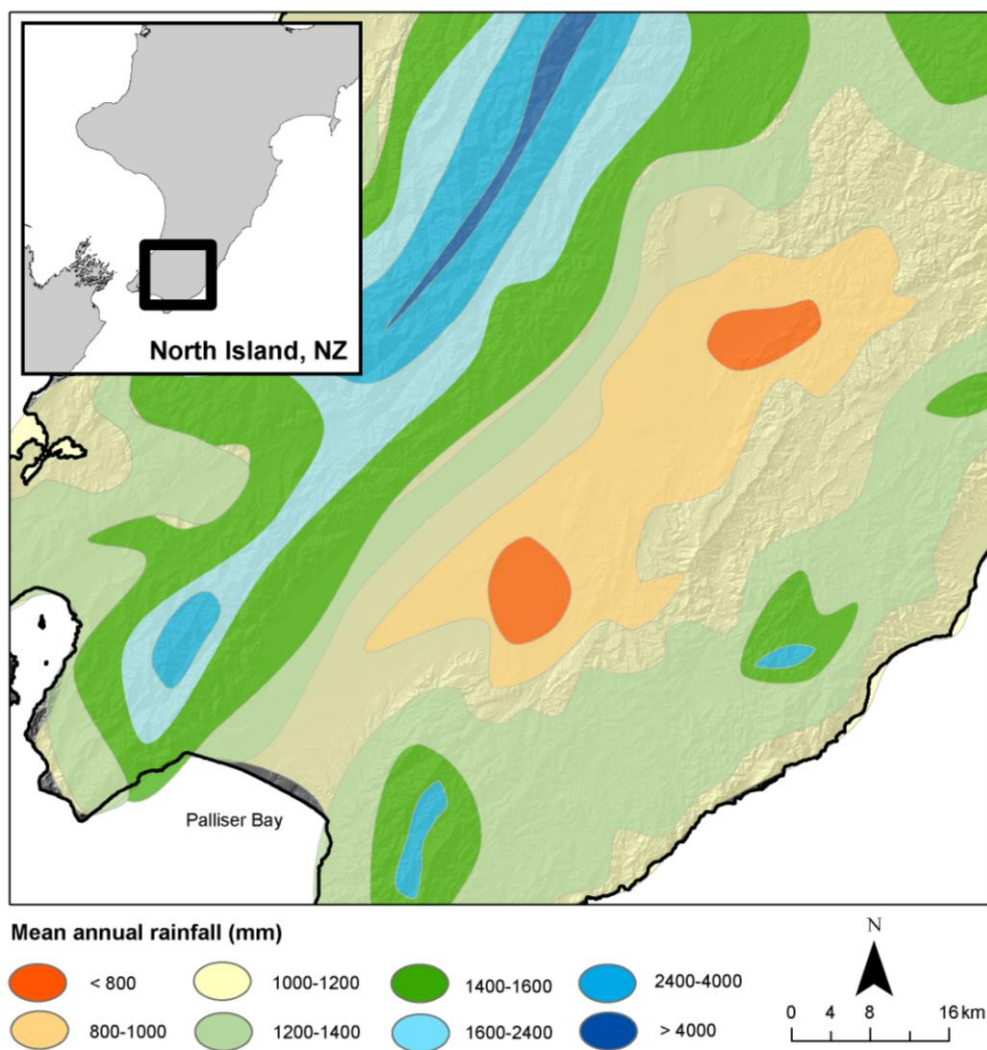 North Island, NZ
Palliser Bay
Mean annual rainfall (mm)
< 800
1000-1200
1400-1600
2400-4000
800-1000
1200-1400
1600-2400
> 4000
N
0 4 8 16 km